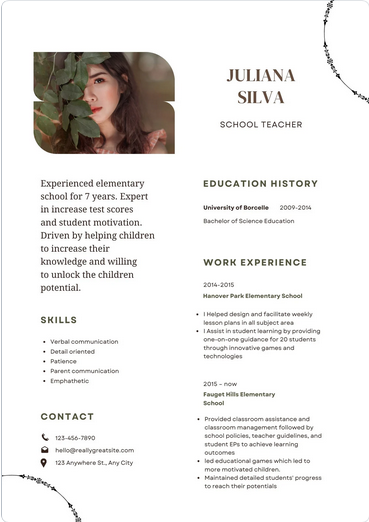 JULIANA
SILVA
SCHOOL TEACHER
Experienced elementary
school for 7 years. Expert
in increase test scores
and student motivation.
Driven by helping children
to increase their
knowledge and willing
to unlock the children
potential.
SKILLS
• Verbal communication
• Detail oriented
• Patience
• Parent communication
• Emphathetic
CONTACT
123-456-7890
hello@reallygreatsite.com
123 Anywhere St., Any City
EDUCATION HISTORY
University of Borcelle 2009-2014
Bachelor of Science Education
WORK EXPERIENCE
2014-2015
Hanover Park Elementary School
• I Helped design and facilitate weekly
lesson plans in all subject area
• I Assist in student learning by providing
one-on-one guidance for 20 students
through innovative games and
technologies
2015 – now
Fauget Hills Elementary
School
• Provided classroom assistance and
classroom management followed by
school policies, teacher guidelines, and
student EPs to achieve learning
outcomes
• led educational games which led to
more motivated children.
• Maintained detailed students' progress
to reach their potentials